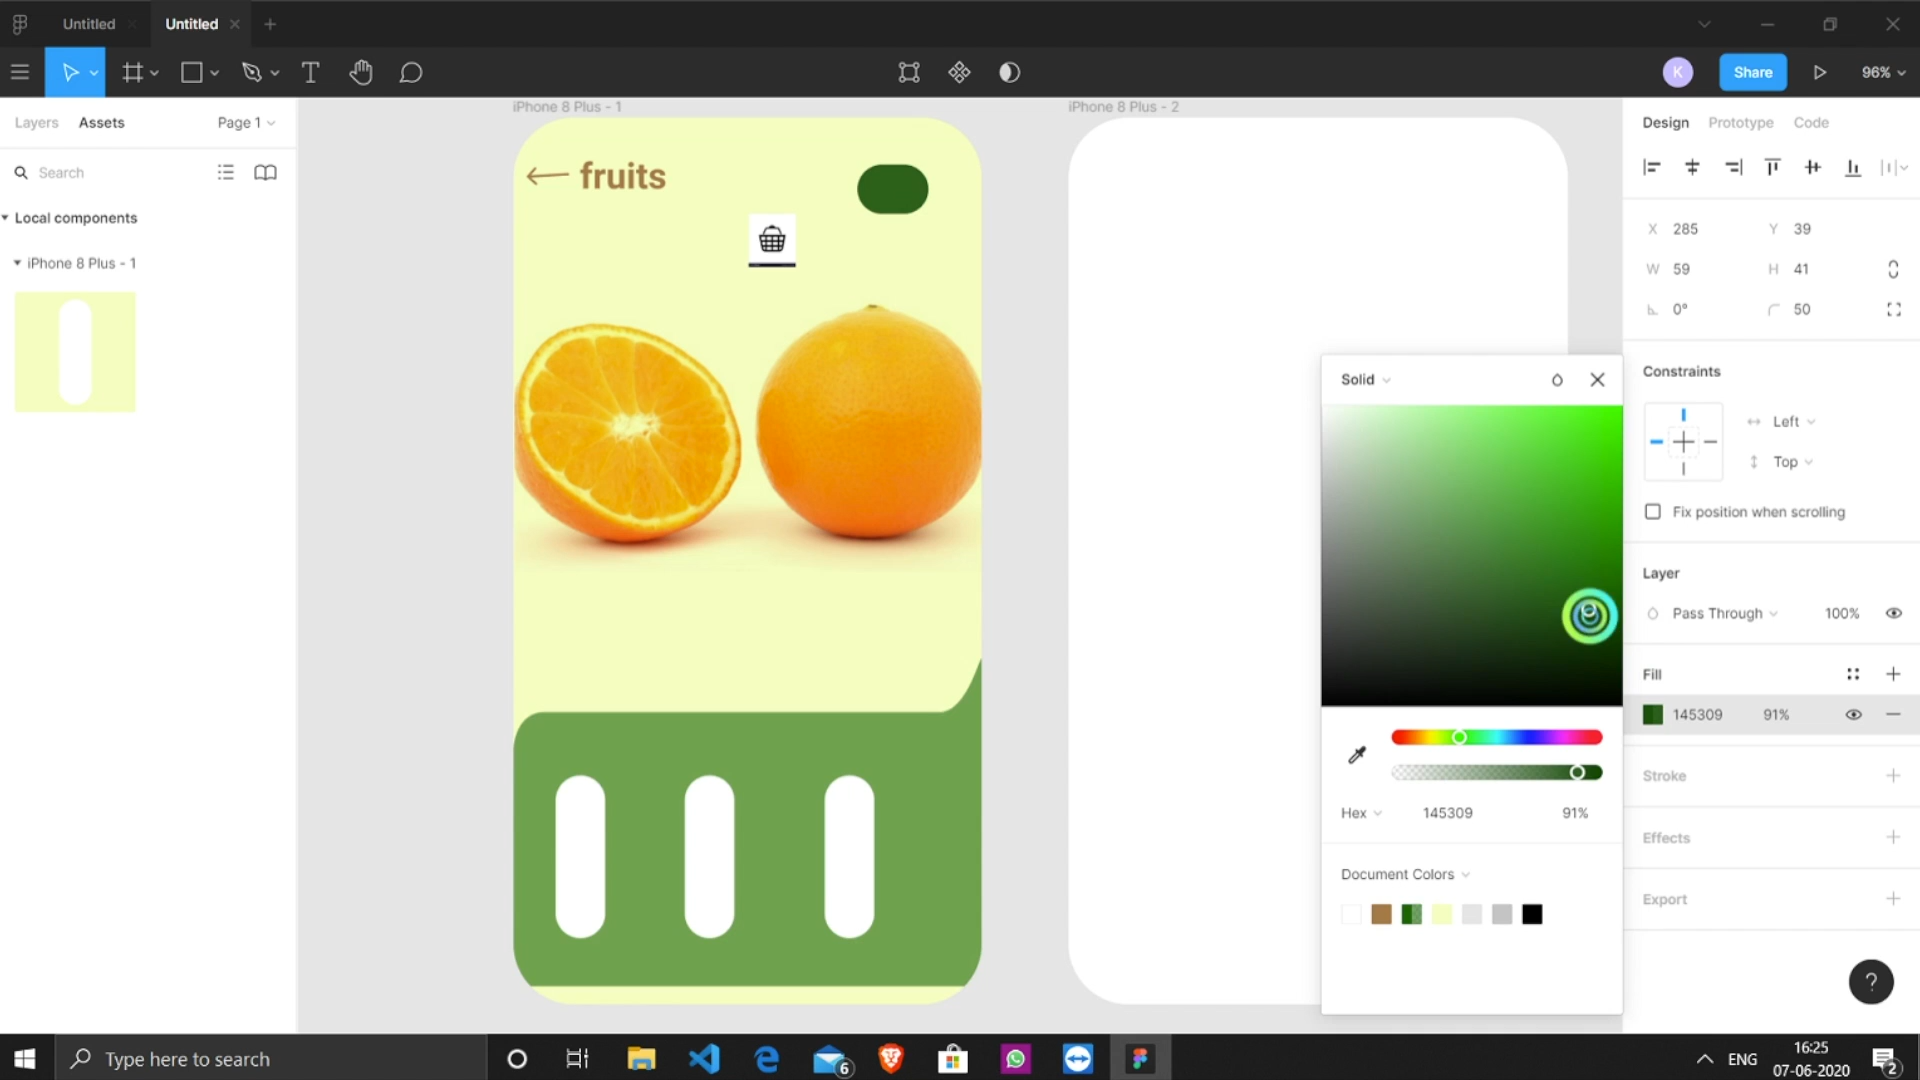 Untitled
Untitled
Share
96%
K
Layers
Assets
Page 1
Search
Local components
iPhone 8 Plus - 1
iPhone 8 Plus - 1
fruits
iPhone 8 Plus - 2
Solid
Hex
145309
91%
Document Colors
Design
Prototype
Code
X 285
Y 39
W 59
H 41
0°
50
Constraints
Left
Top
Fix position when scrolling
Layer
Pass Through
100%
Fill
145309
91%
Stroke
Effects
Export
?
Type here to search
6
ENG
16:25
07-06-2020
2